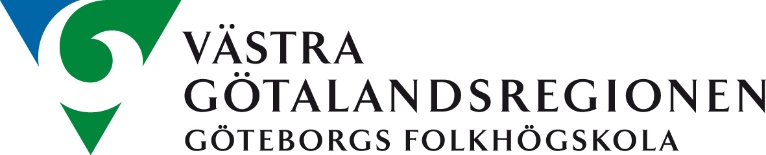 VÄSTRA
GÖTALANDSREGIONEN
GÖTEBORGS FOLKHÖGSKOLA